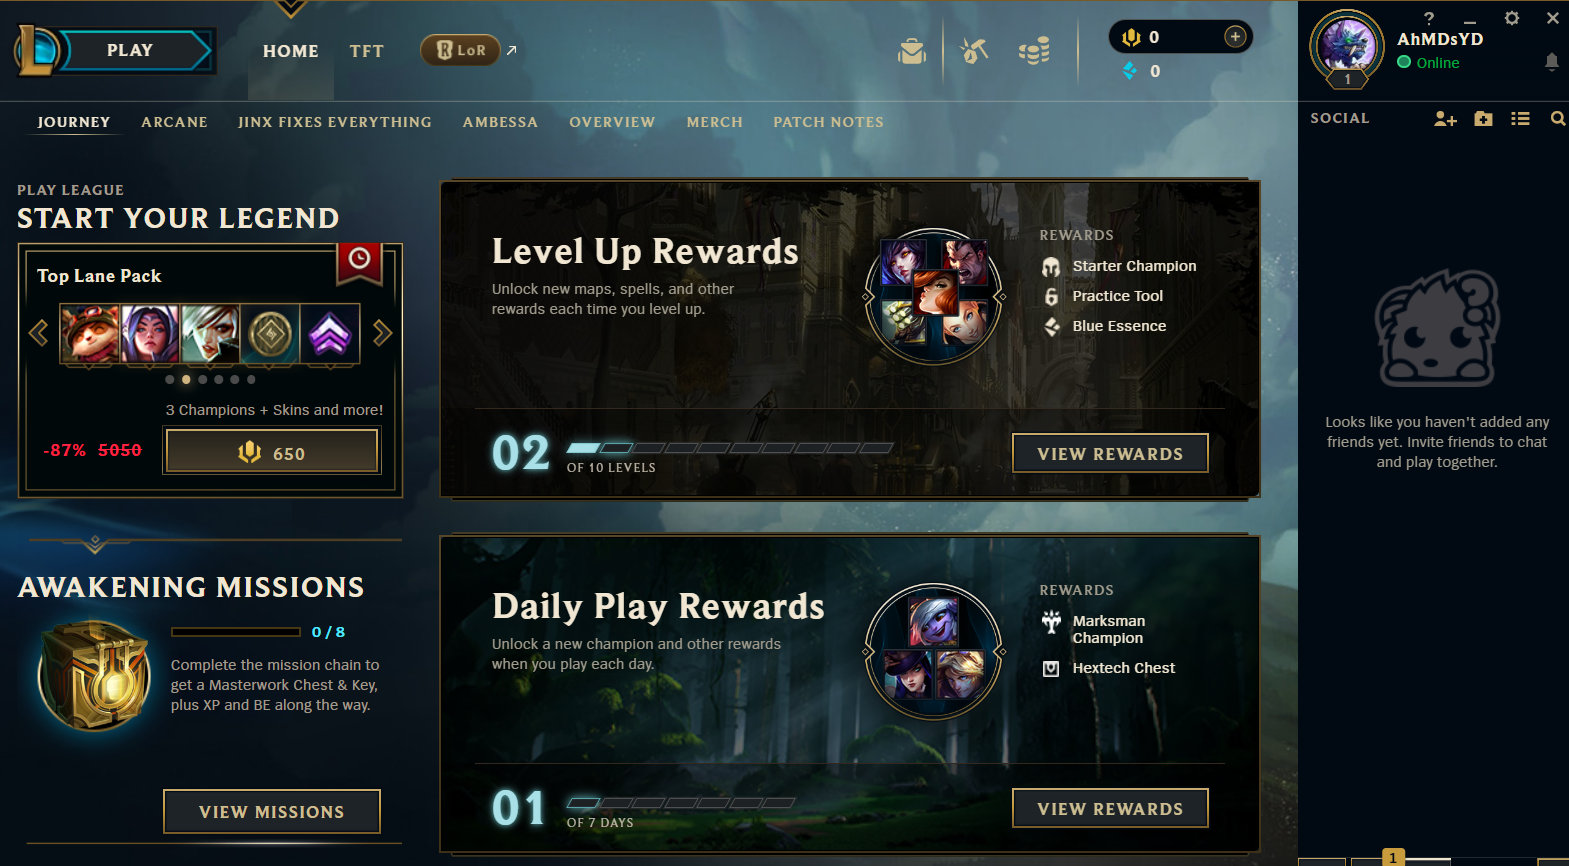 PLAY
HOME
TFT
LoR
0
0
AhMDsYD
Online
1
JOURNEY
ARCANE
JINX FIXES EVERYTHING
AMBESSA
OVERVIEW
MERCH
PATCH NOTES
SOCIAL
PLAY LEAGUE
START YOUR LEGEND
Top Lane Pack
3 Champions + Skins and more!
-87% 5050
650
AWAKENING MISSIONS
0 / 8
Complete the mission chain to
get a Masterwork Chest & Key,
plus XP and BE along the way.
VIEW MISSIONS
Level Up Rewards
Unlock new maps, spells, and other
rewards each time you level up.
REWARDS
Starter Champion
Practice Tool
Blue Essence
02
OF 10 LEVELS
VIEW REWARDS
Daily Play Rewards
Unlock a new champion and other rewards
when you play each day.
REWARDS
Marksman
Champion
Hextech Chest
01
OF 7 DAYS
VIEW REWARDS
Looks like you haven't added any
friends yet. Invite friends to chat
and play together.
1